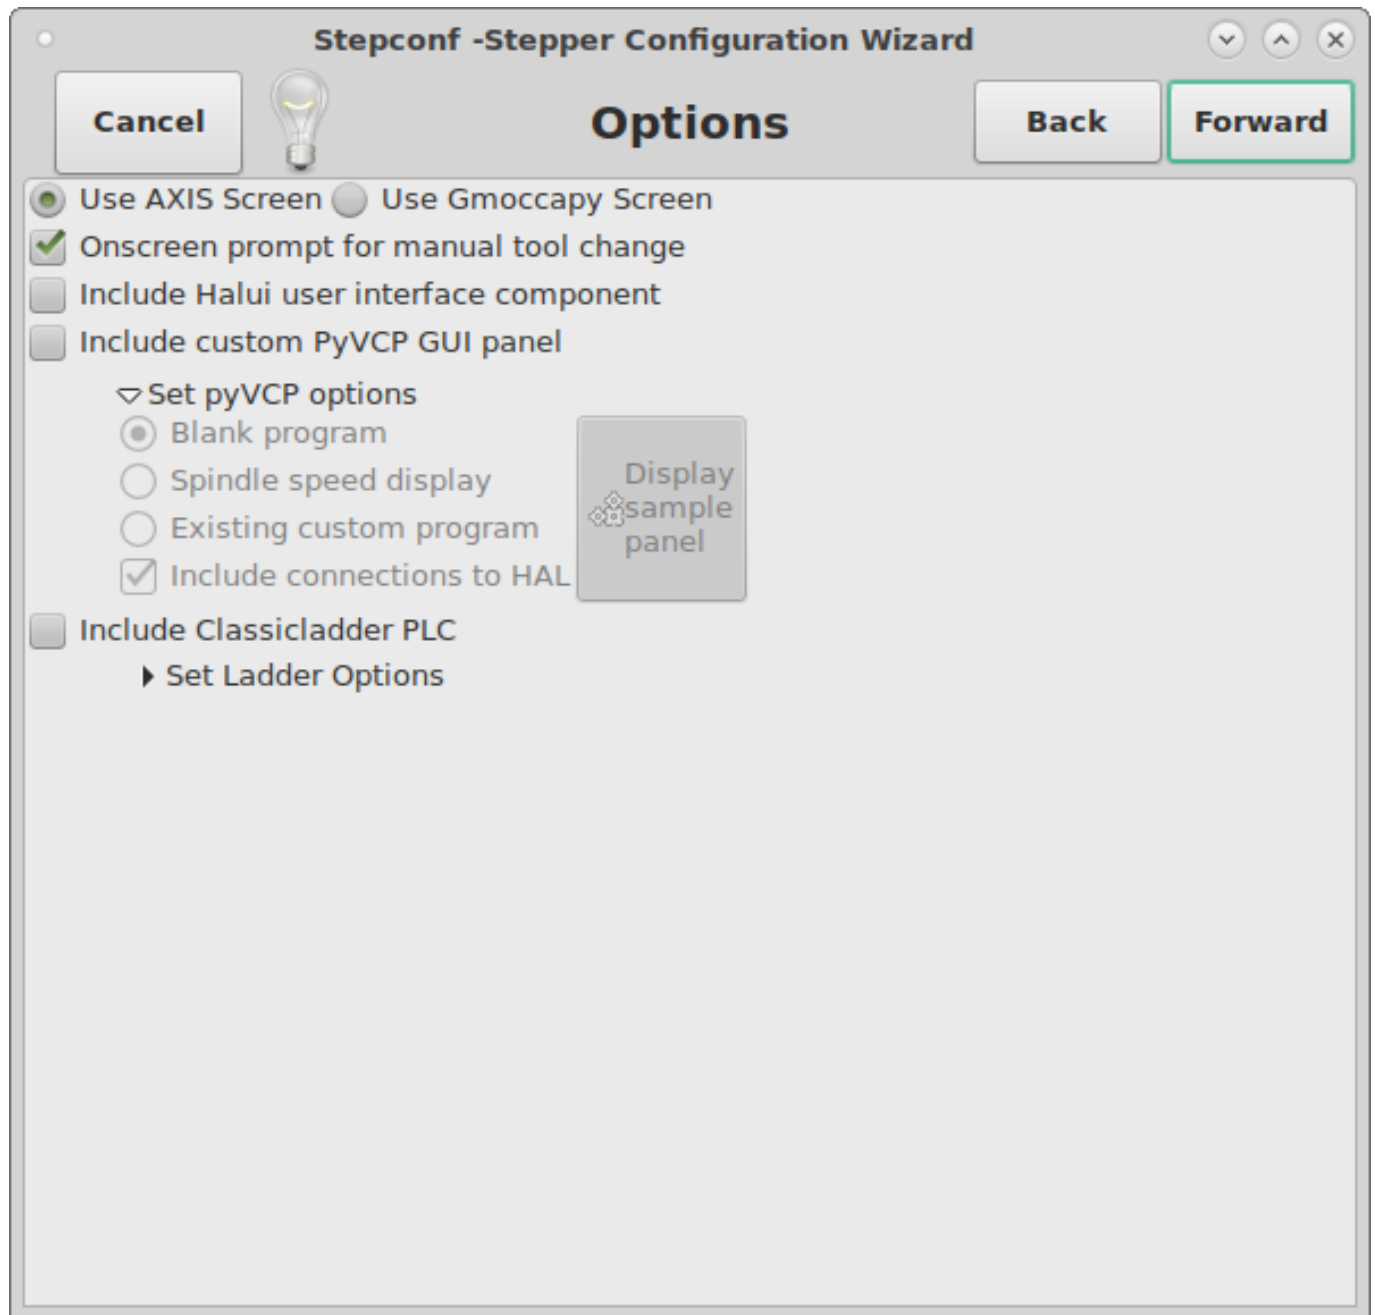 Stepconf -Stepper Configuration Wizard
Cancel
Options
Back
Forward
Use AXIS Screen
Use Gmoccapy Screen
Onscreen prompt for manual tool change
Include Halui user interface component
Include custom PyVCP GUI panel
Set pyVCP options
Blank program
Spindle speed display
Existing custom program
Include connections to HAL
Display
sample
panel
Include Classicladder PLC
Set Ladder Options